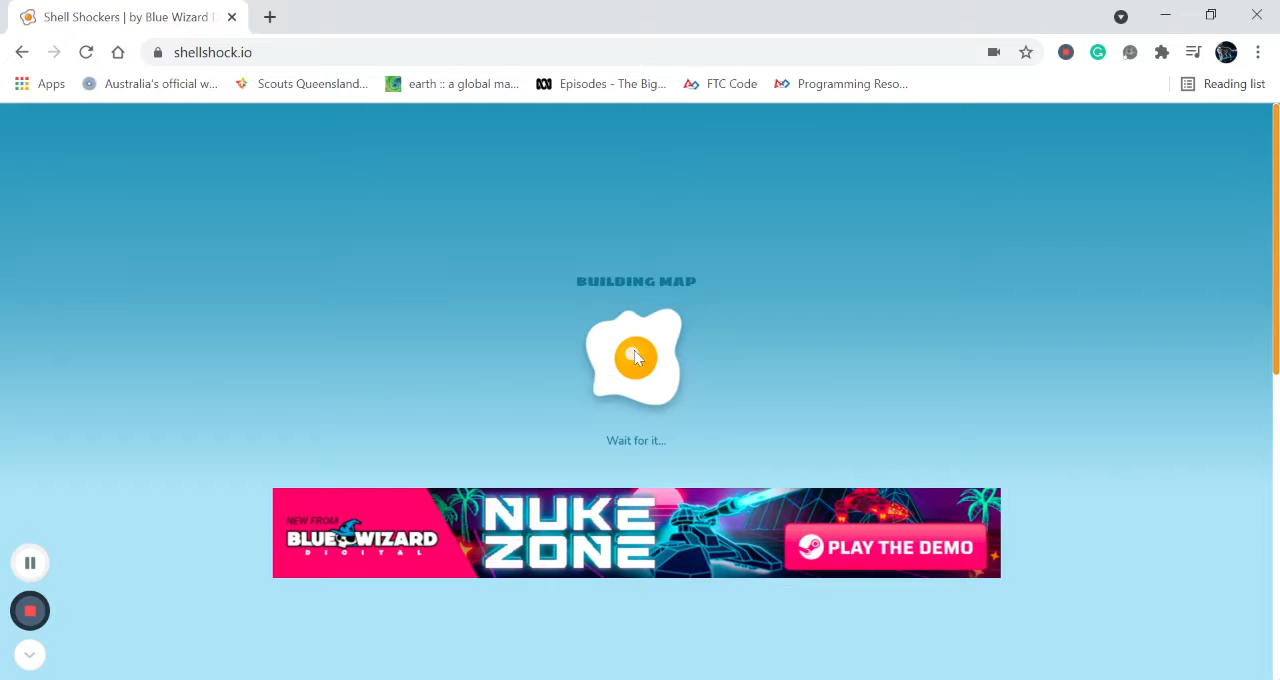 Shell Shockers | by Blue Wizard D
shellshock.io
Apps
Australia's official w...
Scouts Queensland...
earth :: a global ma...
Episodes - The Big...
FTC Code
Programming Reso...
Reading list
BUILDING MAP
Wait for it...
NEW FROM
BLUE WIZARD
DIGITAL
NUKE
ZONE
PLAY THE DEMO